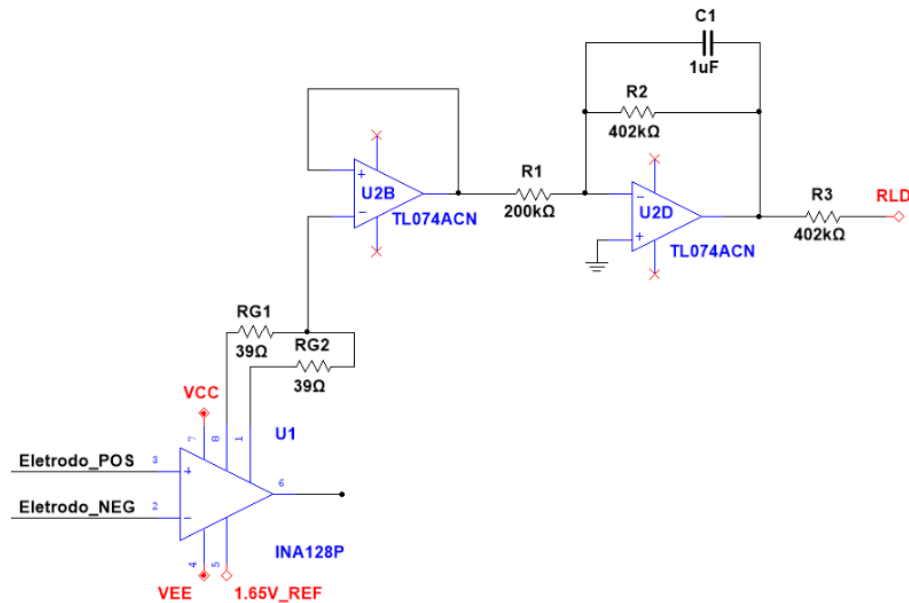 C1
1uF
R2
402kΩ
+
U2B
−
TL074ACN
R1
200kΩ
−
U2D
+
TL074ACN
R3
402kΩ
RLD
RG1
39Ω
RG2
39Ω
VCC
U1
7
8
1
Eletrodo_POS
3
+
6
Eletrodo_NEG
2
−
INA128P
4
5
VEE
1.65V_REF